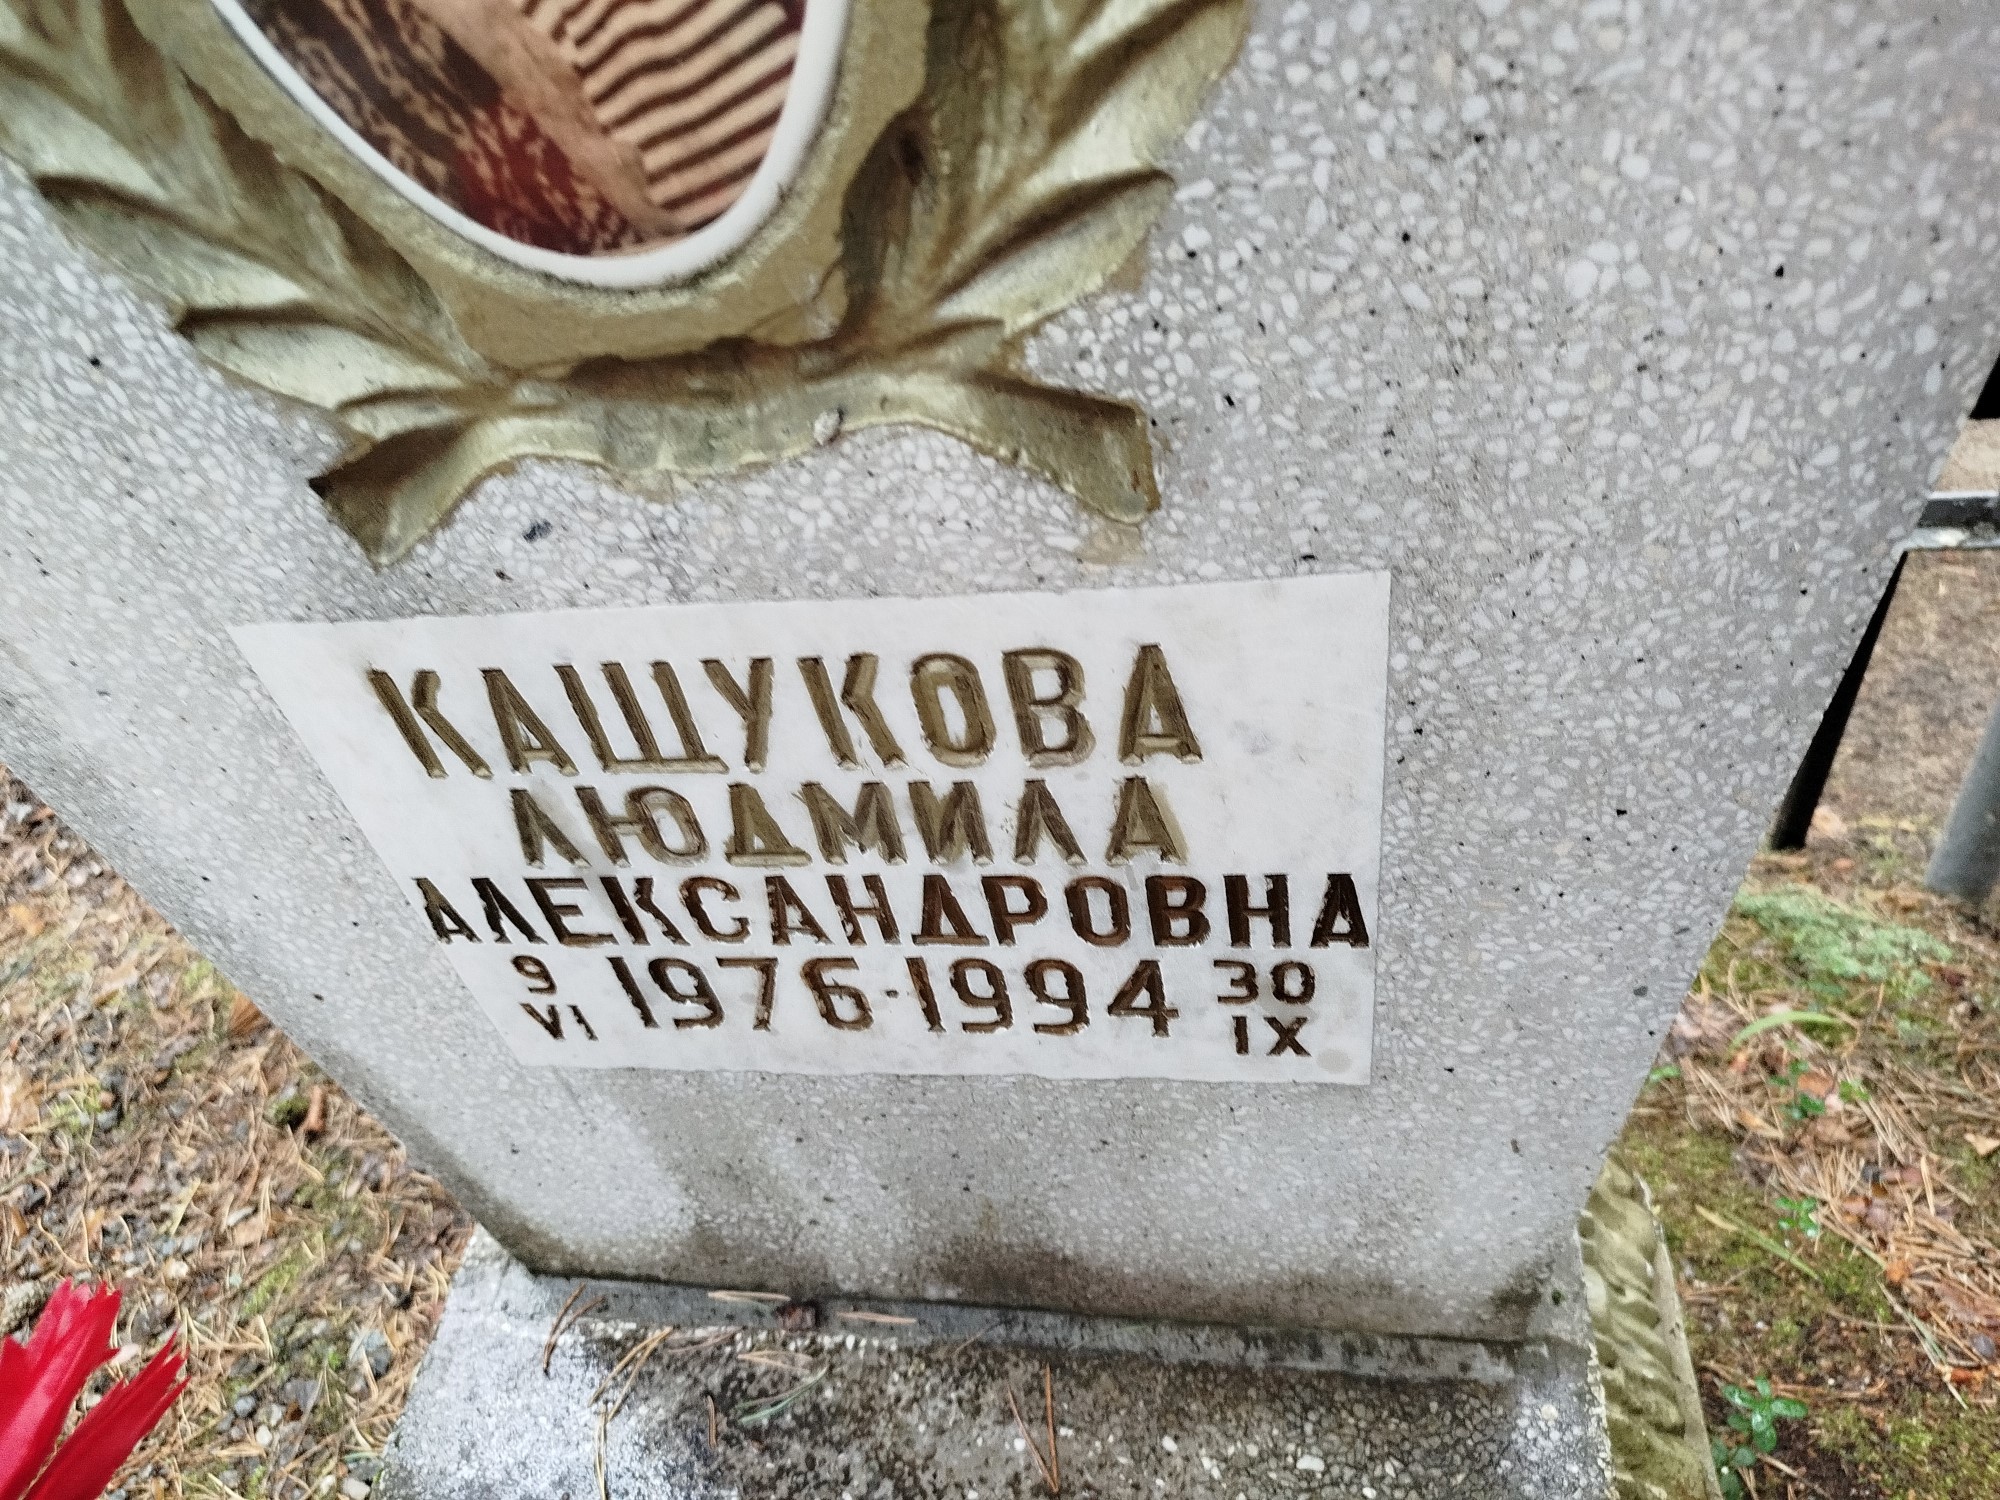 КАЩУКОВА
ЛЮДМИЛА
АЛЕКСАНДРОВНА
9 VI 1976-1994 30 IX